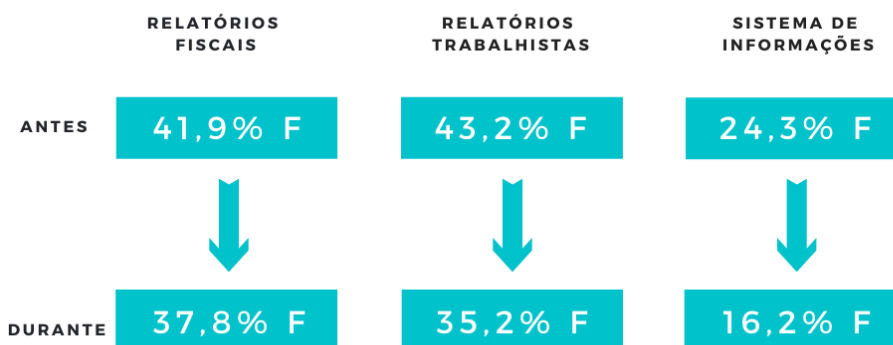 RELATÓRIOS
FISCAIS
RELATÓRIOS
TRABALHISTAS
SISTEMA DE
INFORMAÇÕES
ANTES
41,9% F
43,2% F
24,3% F
DURANTE
37,8% F
35,2% F
16,2% F